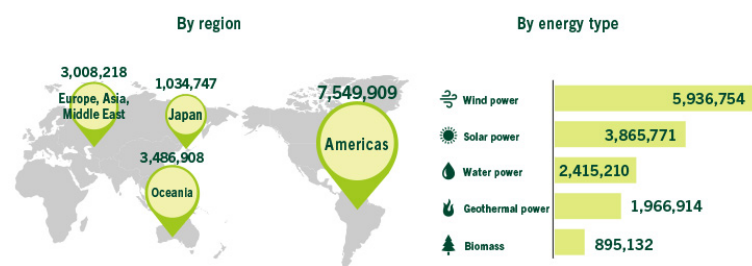 By region
3,008,218
Europe, Asia,
Middle East
1,034,747
Japan
3,486,908
Oceania
7,549,909
Americas
By energy type
Wind power 5,936,754
Solar power 3,865,771
Water power 2,415,210
Geothermal power 1,966,914
Biomass 895,132